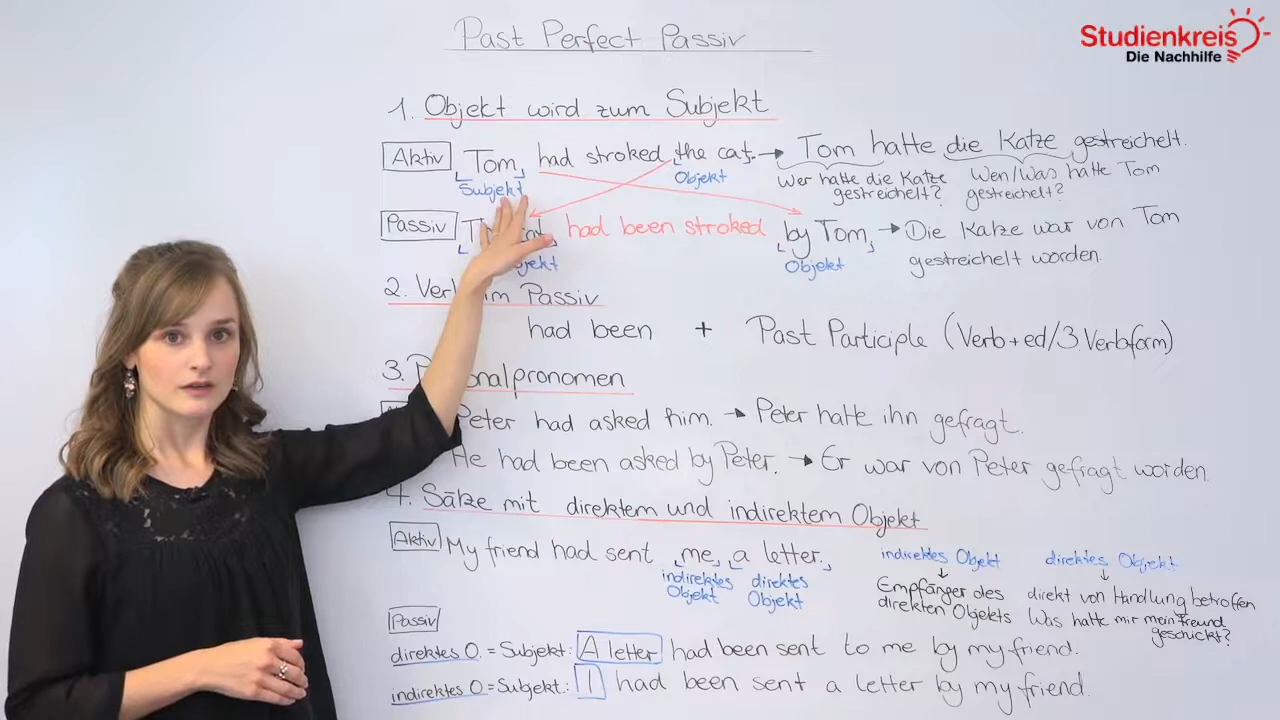 Past Perfect Passiv
Studienkreis
Die Nachhilfe
1. Objekt wird zum Subjekt
Aktiv Tom had stroked the cat. → Tom hatte die Katze gestreichelt.
Subjekt Objekt Wer hatte die Katze gestreichelt? Wen/Was hatte Tom gestreichelt?
Passiv had been stroked by Tom. → Die Katze war von Tom
Objekt gestreichelt worden.
2. Verb im Passiv
had been + Past Participle (Verb+ed/3.Verbform)
3. Personalpronomen
Peter had asked him. → Peter hatte ihn gefragt.
He had been asked by Peter. → Er war von Peter gefragt worden.
4. Sätze mit direktem und indirektem Objekt
Aktiv My friend had sent me a letter.
indirektes Objekt direktes Objekt
indirektes Objekt ↓ Empfänger des direkten Objekts
direktes Objekt ↓ direkt von Handlung betroffen
Was hatte mir mein Freund geschickt?
Passiv
direktes O. = Subjekt: A letter had been sent to me by my friend.
indirektes O = Subjekt: I had been sent a letter by my friend.